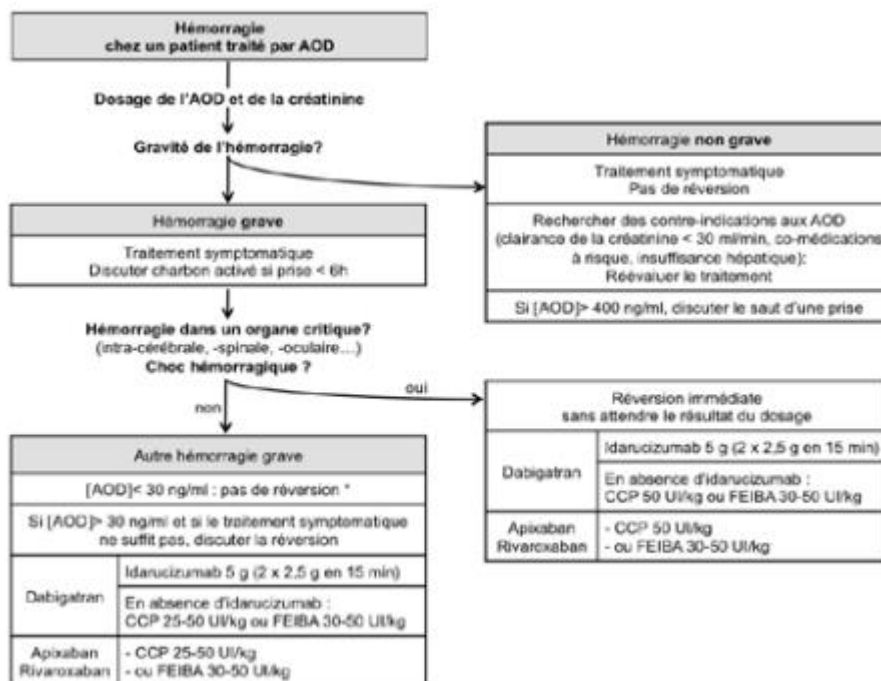 Hémorragie
chez un patient traité par AOD
Dosage de l'AOD et de la créatinine
Gravité de l'hémorragie?
Hémorragie non grave
Traitement symptomatique
Pas de réversion
Rechercher des contre-indications aux AOD
(clairance de la créatinine < 30 ml/min, co-médications
à risque, insuffisance hépatique):
Réévaluer le traitement
Si [AOD]> 400 ng/ml, discuter le saut d'une prise
Hémorragie grave
Traitement symptomatique
Discuter charbon activé si prise < 6h
Hémorragie dans un organe critique?
(intra-cérébrale, -spinale, -oculaire...)
Choc hémorragique ?
oui
non
Réversion immédiate
sans attendre le résultat du dosage
Dabigatran
Idarucizumab 5 g (2 x 2,5 g en 15 min)
En absence d'idarucizumab :
CCP 50 UI/kg ou FEIBA 30-50 UI/kg
Apixaban
Rivaroxaban
- CCP 50 UI/kg
- ou FEIBA 30-50 UI/kg
Autre hémorragie grave
[AOD]< 30 ng/ml : pas de réversion *
Si [AOD]> 30 ng/ml et si le traitement symptomatique
ne suffit pas, discuter la réversion
Dabigatran
Idarucizumab 5 g (2 x 2,5 g en 15 min)
En absence d'idarucizumab :
CCP 25-50 UI/kg ou FEIBA 30-50 UI/kg
Apixaban
Rivaroxaban
- CCP 25-50 UI/kg
- ou FEIBA 30-50 UI/kg